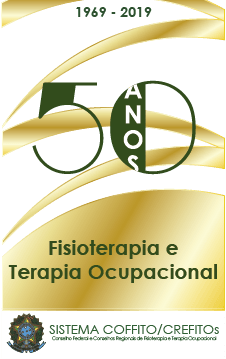 1969 - 2019
50
ANOS
Fisioterapia e
Terapia Ocupacional
SISTEMA COFFITO/CREFITOs
Conselho Federal e Conselhos Regionais de Fisioterapia e Terapia Ocupacional